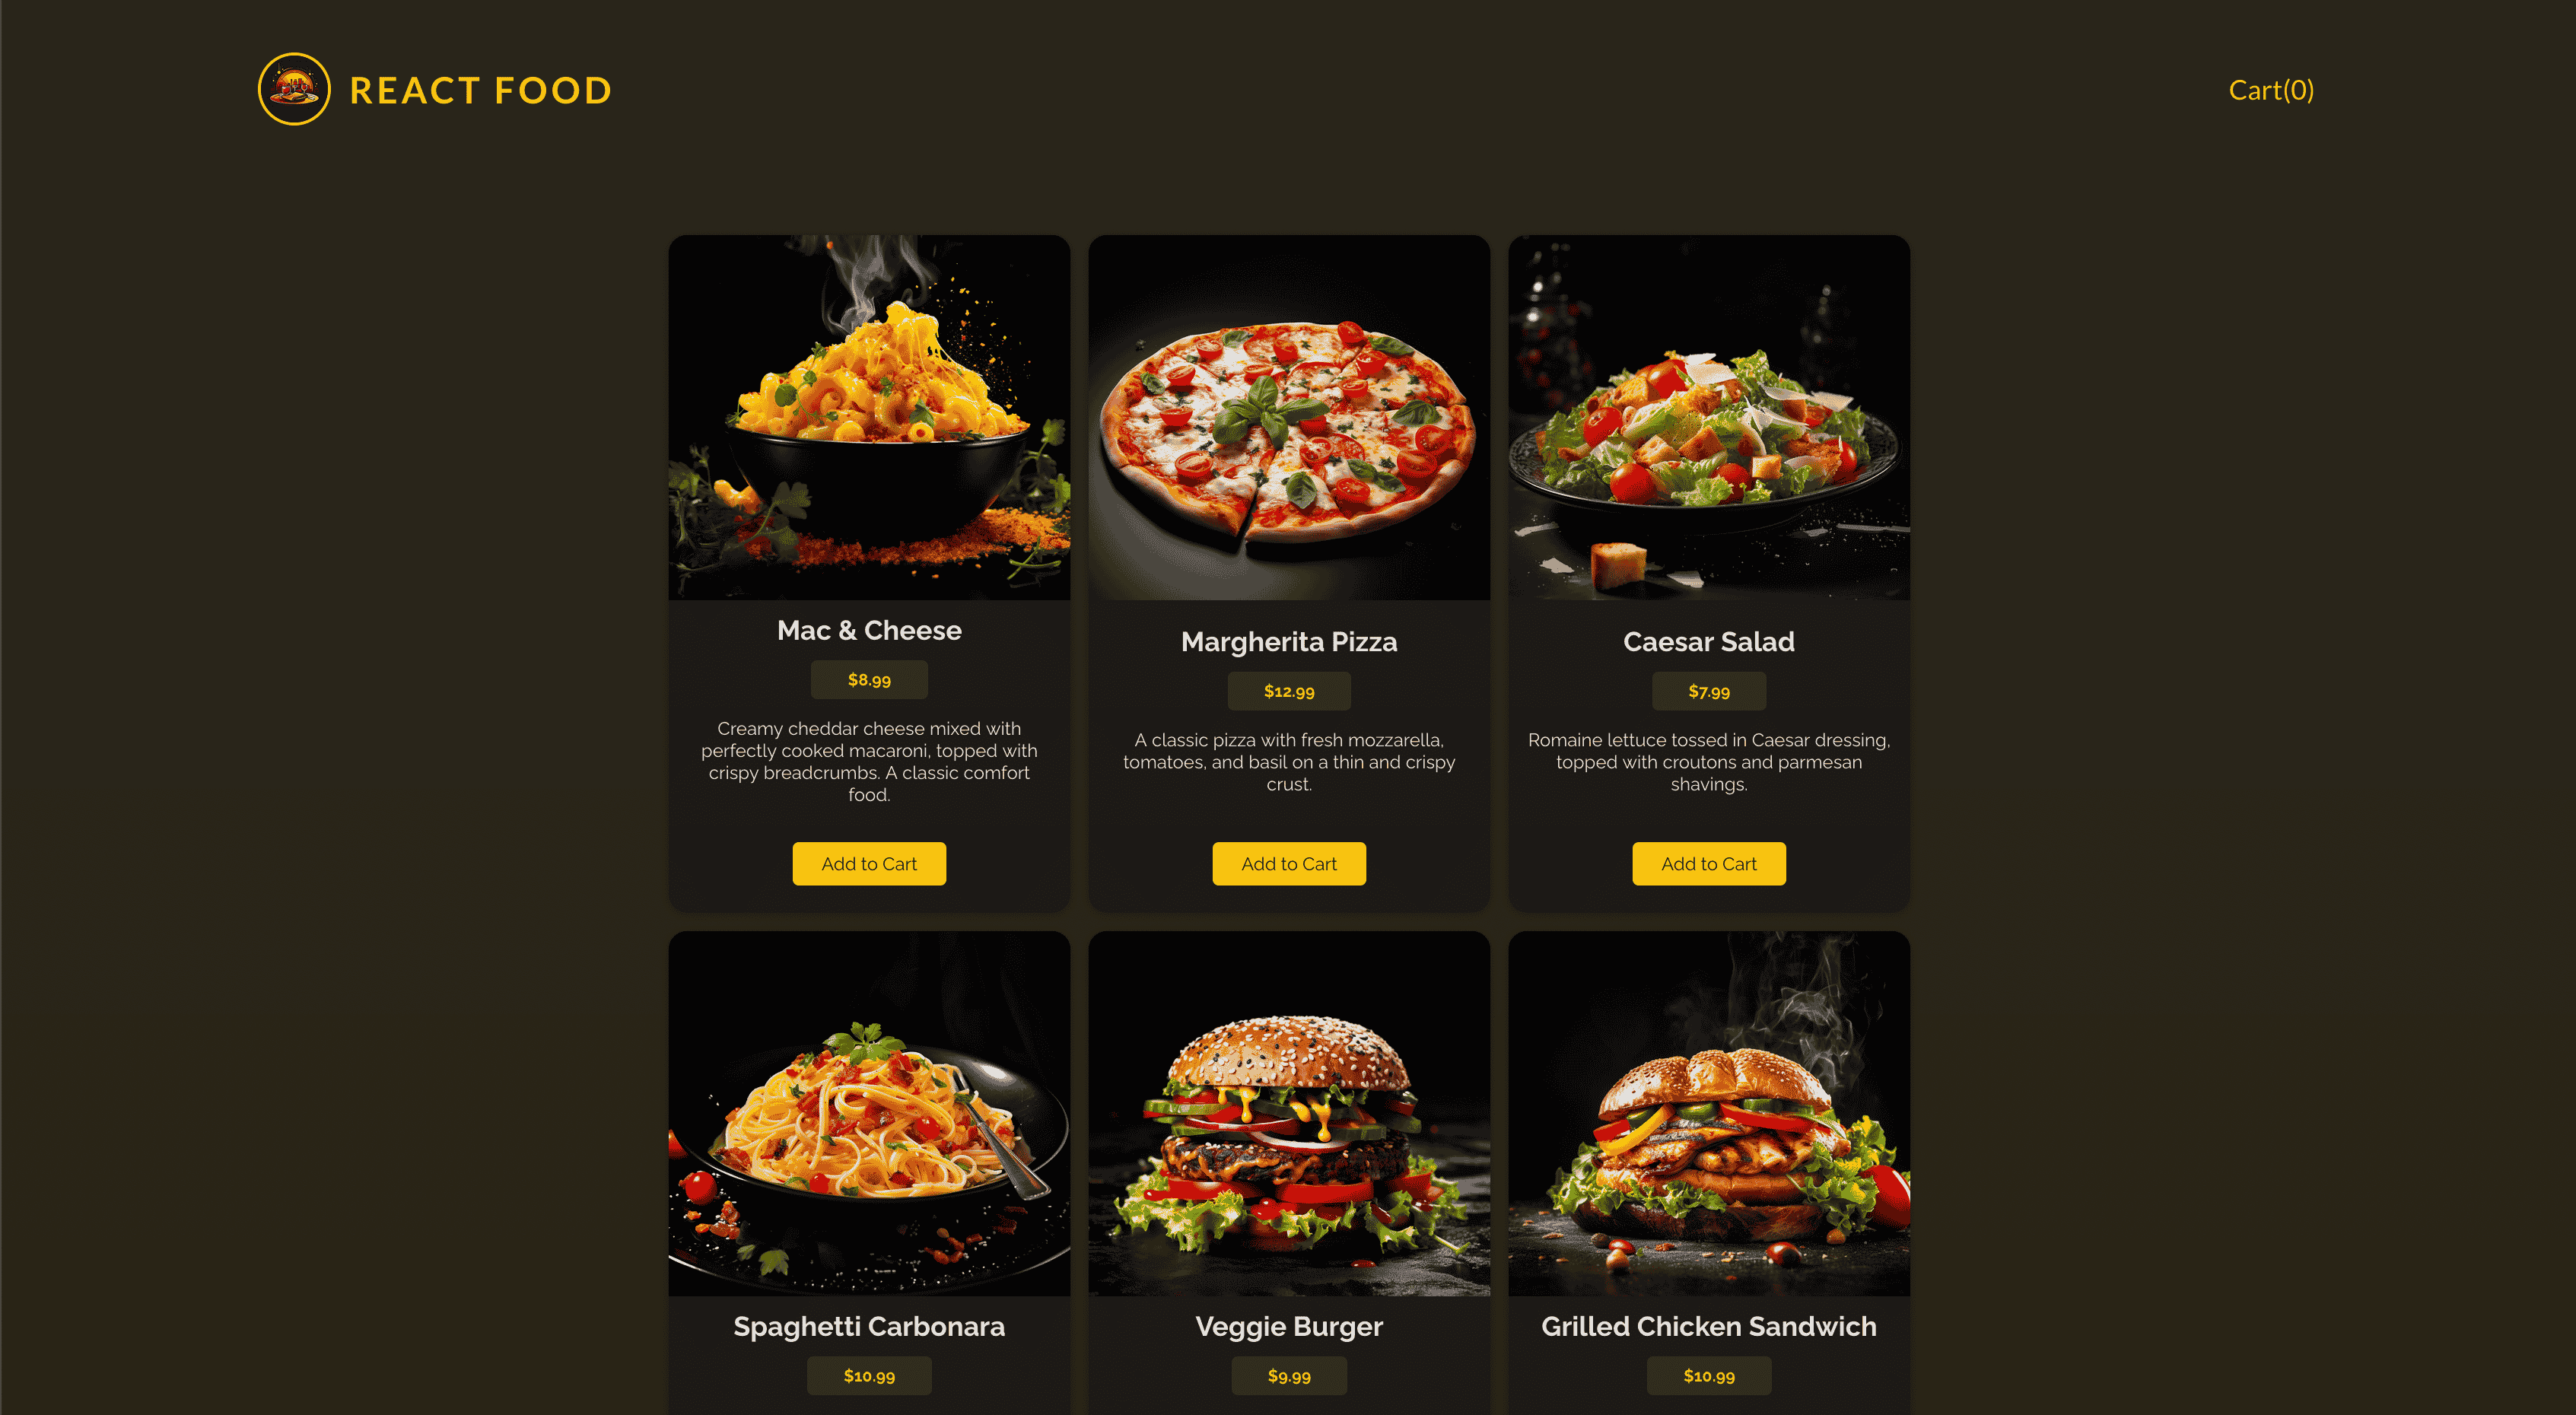 REACT FOOD
Cart(0)
Mac & Cheese
$8.99
Creamy cheddar cheese mixed with
perfectly cooked macaroni, topped with
crispy breadcrumbs. A classic comfort
food.
Add to Cart
Margherita Pizza
$12.99
A classic pizza with fresh mozzarella,
tomatoes, and basil on a thin and crispy
crust.
Add to Cart
Caesar Salad
$7.99
Romaine lettuce tossed in Caesar dressing,
topped with croutons and parmesan
shavings.
Add to Cart
Spaghetti Carbonara
$10.99
Veggie Burger
$9.99
Grilled Chicken Sandwich
$10.99